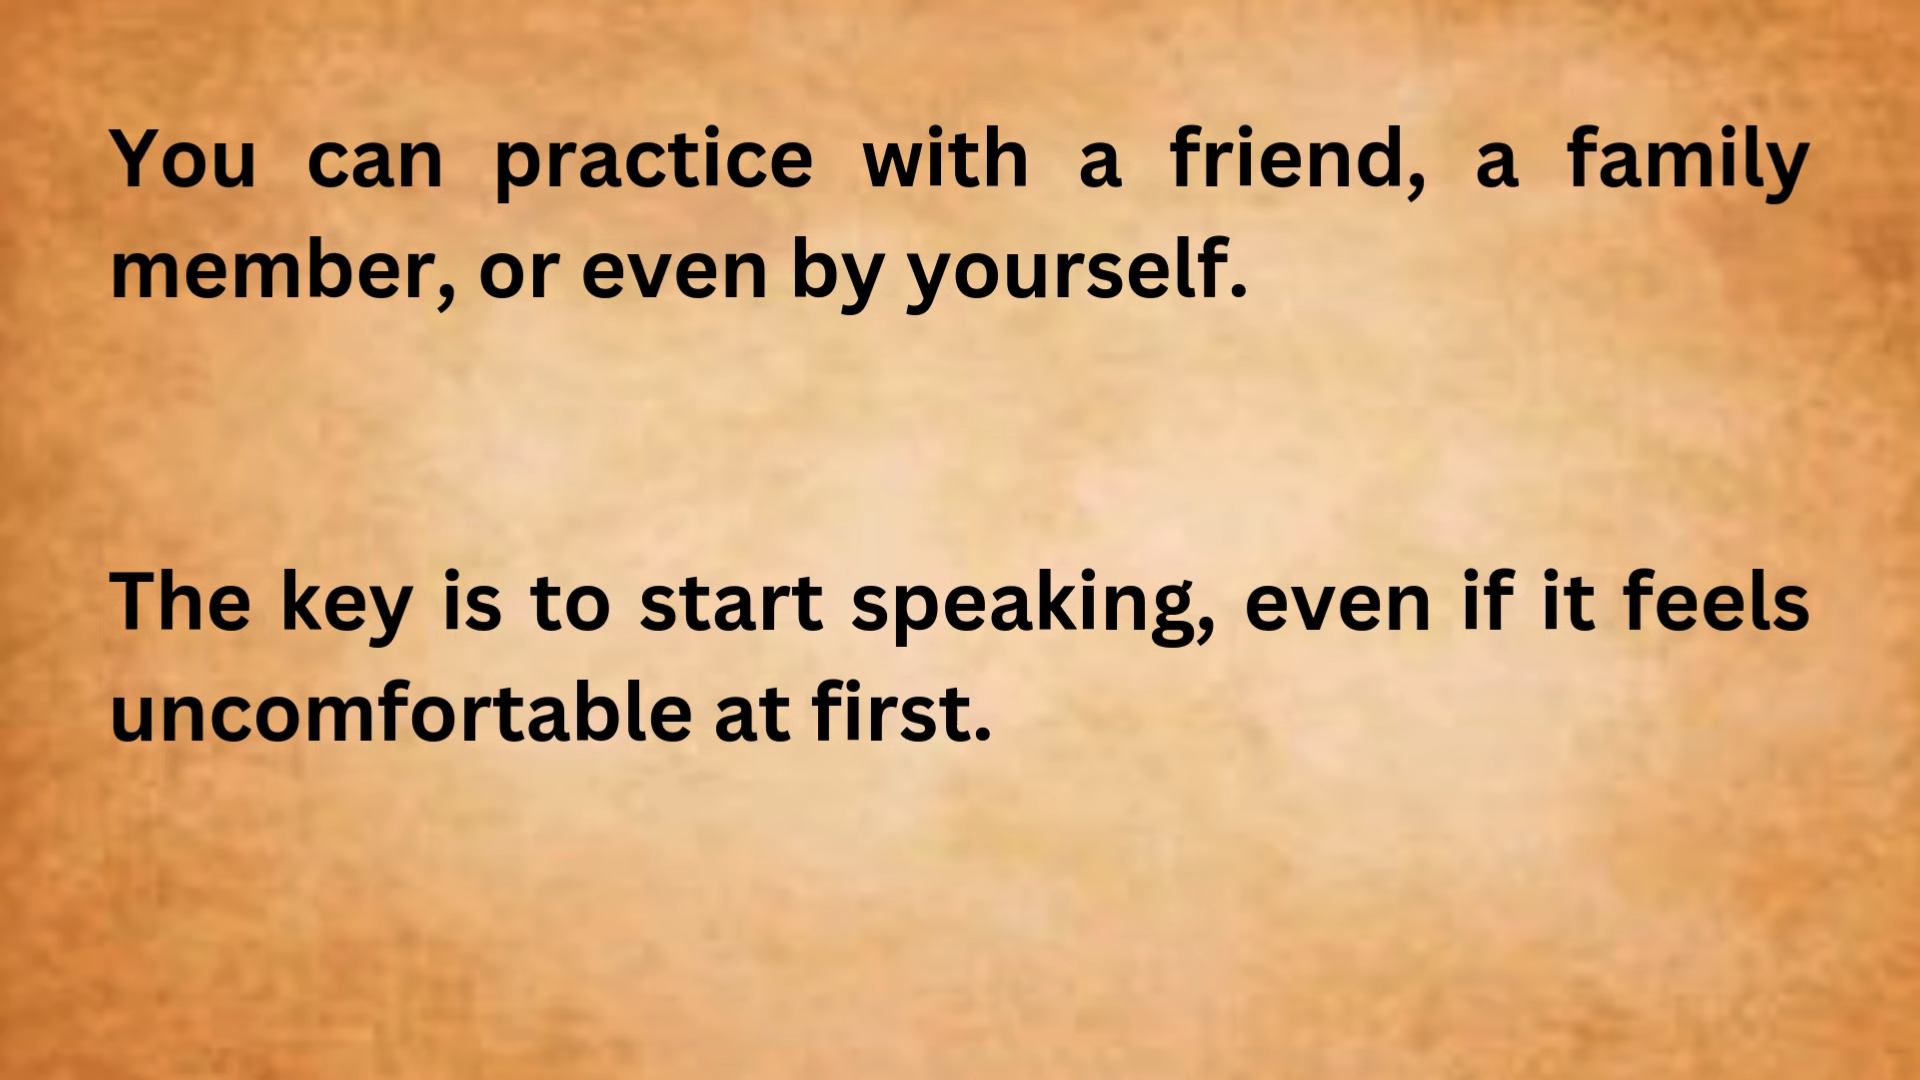 You can practice with a friend, a family
member, or even by yourself.
The key is to start speaking, even if it feels
uncomfortable at first.